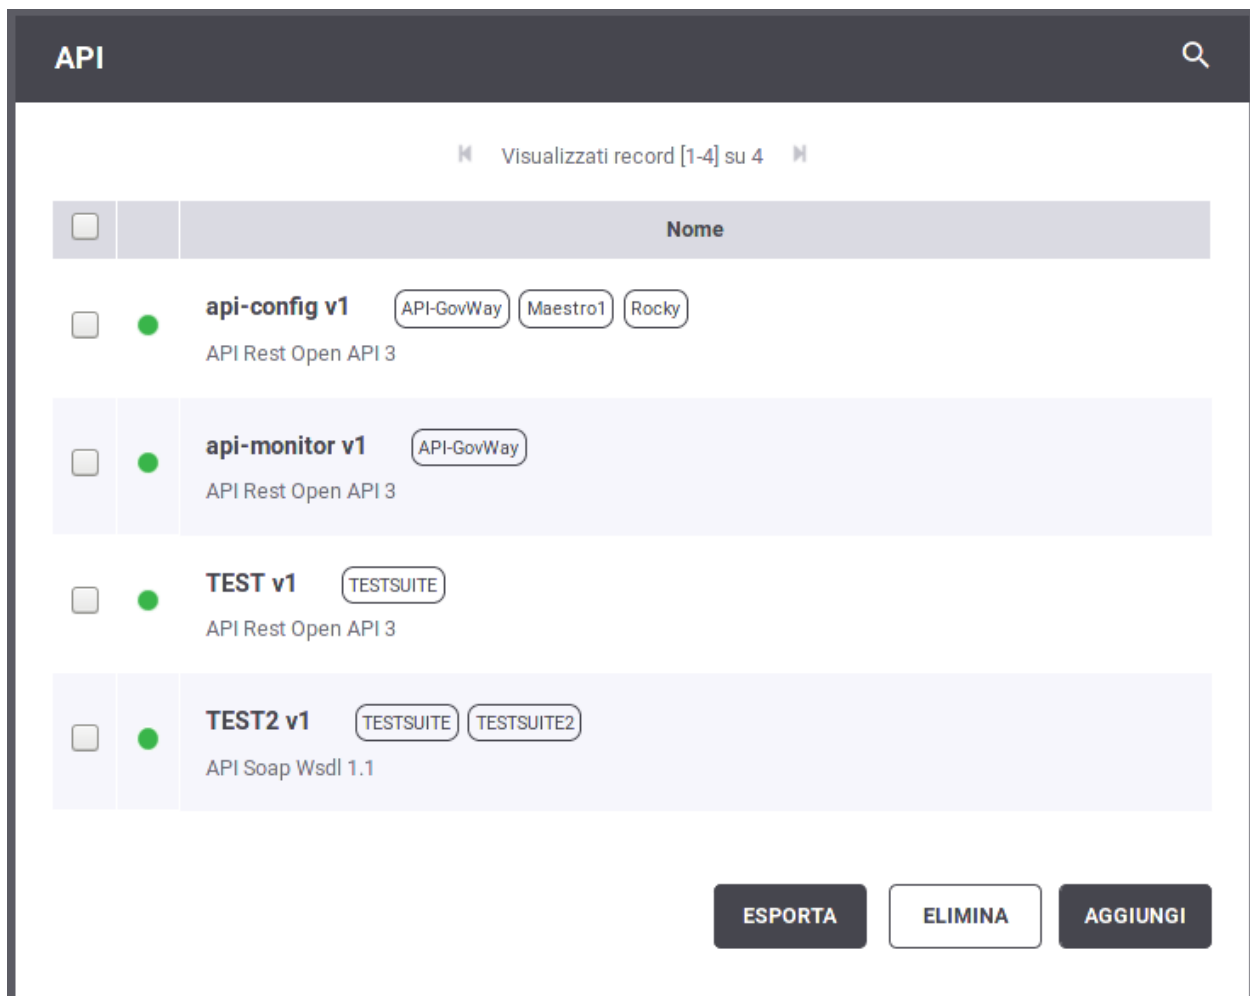 API
Visualizzati record [1-4] su 4
Nome
api-config v1 API-GovWay Maestro1 Rocky
API Rest Open API 3
api-monitor v1 API-GovWay
API Rest Open API 3
TEST v1 TESTSUITE
API Rest Open API 3
TEST2 v1 TESTSUITE TESTSUITE2
API Soap Wsdl 1.1
ESPORTA ELIMINA AGGIUNGI